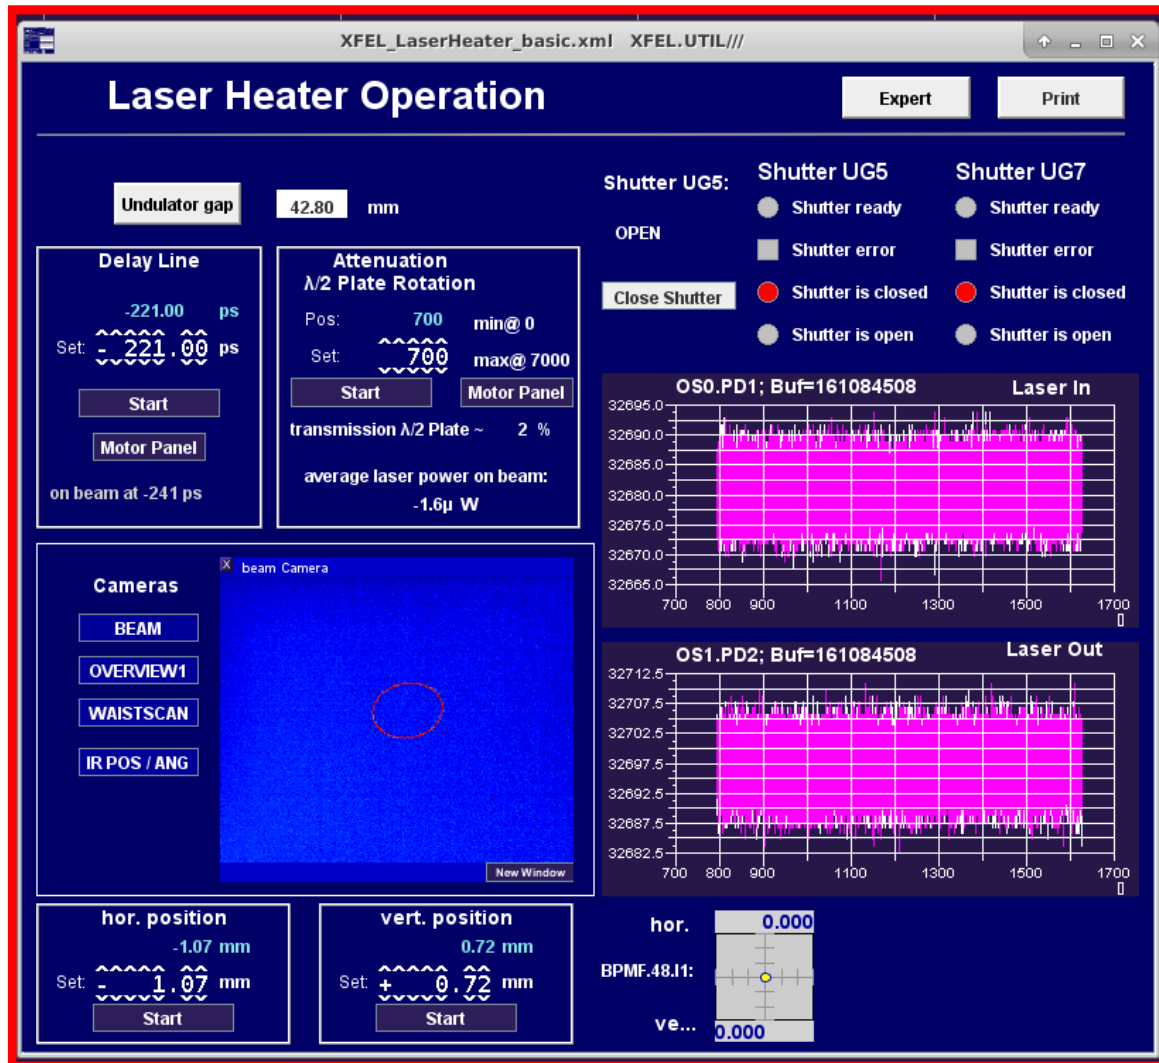 XFEL_LaserHeater_basic.xml XFEL.UTIL///
Laser Heater Operation
Expert
Print
Undulator gap
42.80 mm
Shutter UG5:
OPEN
Close Shutter
Shutter UG5
Shutter ready
Shutter error
Shutter is closed
Shutter is open
Shutter UG7
Shutter ready
Shutter error
Shutter is closed
Shutter is open
Delay Line
-221.00 ps
Set: - 221.00 ps
Start
Motor Panel
on beam at -241 ps
Attenuation
λ/2 Plate Rotation
Pos: 700 min@ 0
Set: 700 max@ 7000
Start
Motor Panel
transmission λ/2 Plate ~ 2 %
average laser power on beam:
-1.6µ W
OS0.PD1; Buf=161084508 Laser In
32695.0
32690.0
32685.0
32680.0
32675.0
32670.0
32665.0
700 800 900 1100 1300 1500 1700
Cameras
BEAM
OVERVIEW1
WAISTSCAN
IR POS / ANG
X beam Camera
New Window
OS1.PD2; Buf=161084508 Laser Out
32712.5
32707.5
32702.5
32697.5
32692.5
32687.5
32682.5
700 800 900 1100 1300 1500 1700
hor. position
-1.07 mm
Set: - 1.07 mm
Start
vert. position
0.72 mm
Set: + 0.72 mm
Start
hor. 0.000
BPMF.48.I1:
ve... 0.000